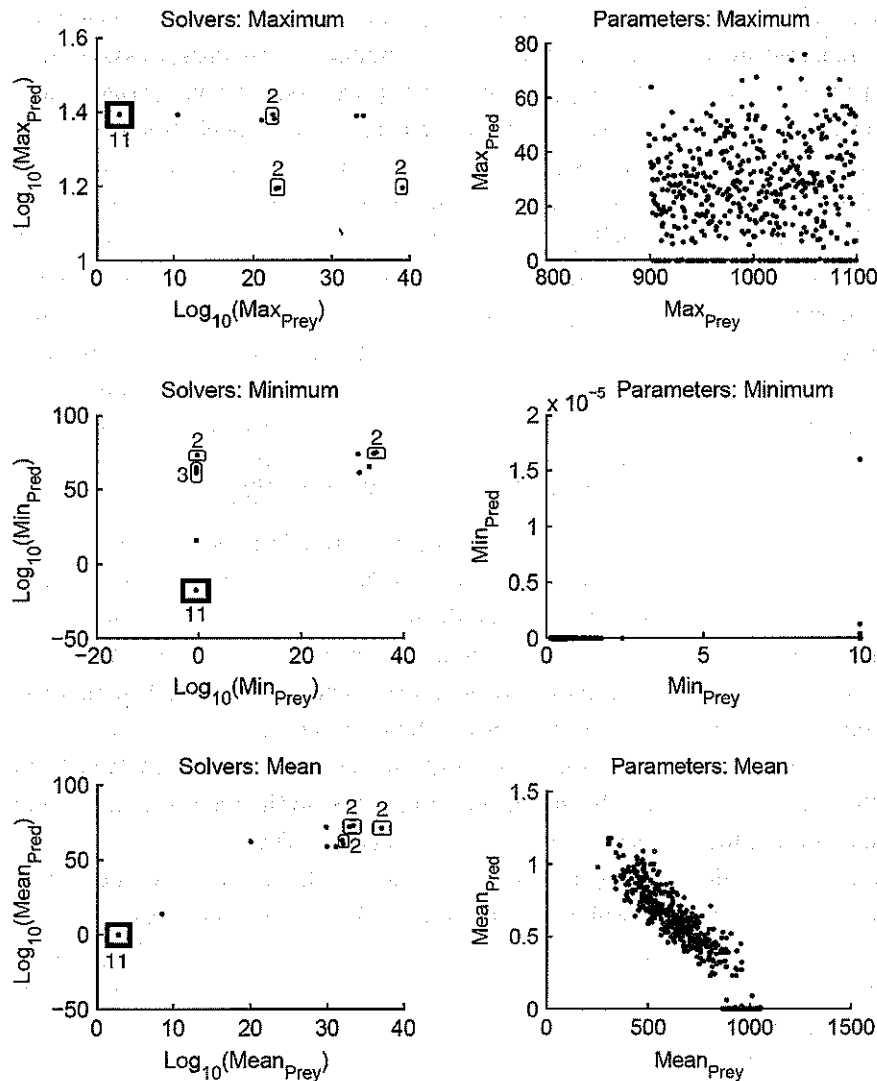 Solvers: Maximum
Log10(MaxPred)
1.6
1.4
1.2
1
11
2
2
2
0 10 20 30 40
Log10(MaxPrey)
Parameters: Maximum
MaxPred
80
60
40
20
0
800 900 1000 1100
MaxPrey
Solvers: Minimum
Log10(MinPred)
100
50
0
−50
2
3
2
11
−20 0 20 40
Log10(MinPrey)
Parameters: Minimum
x 10−5
MinPred
2
1.5
1
0.5
0
0 5 10
MinPrey
Solvers: Mean
Log10(MeanPred)
100
50
0
−50
2 2
2
11
0 10 20 30 40
Log10(MeanPrey)
Parameters: Mean
MeanPred
1.5
1
0.5
0
0 500 1000 1500
MeanPrey